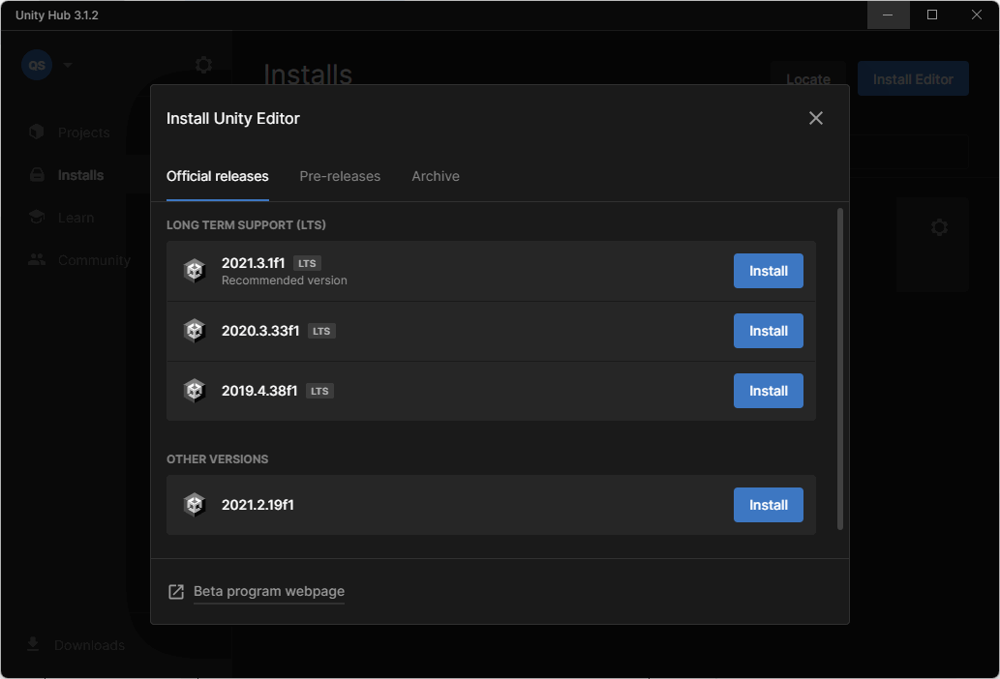 Unity Hub 3.1.2
QS
Installs
Locate
Install Editor
Projects
Installs
Learn
Community
Downloads
Install Unity Editor
Official releases
Pre-releases
Archive
LONG TERM SUPPORT (LTS)
2021.3.1f1 LTS
Recommended version
Install
2020.3.33f1 LTS
Install
2019.4.38f1 LTS
Install
OTHER VERSIONS
2021.2.19f1
Install
Beta program webpage